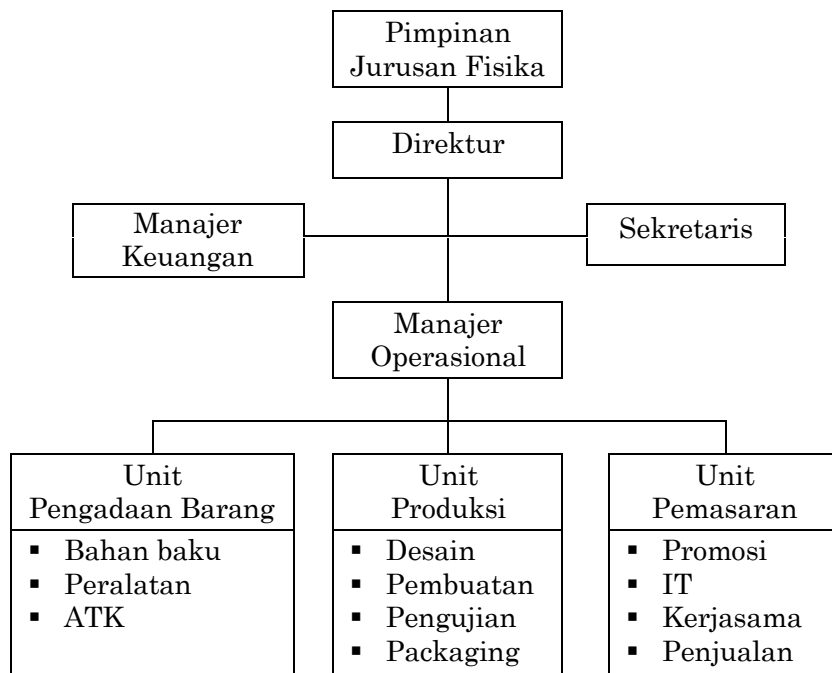 Pimpinan
Jurusan Fisika
Direktur
Manajer
Keuangan
Sekretaris
Manajer
Operasional
Unit
Pengadaan Barang
▪ Bahan baku
▪ Peralatan
▪ ATK
Unit
Produksi
▪ Desain
▪ Pembuatan
▪ Pengujian
▪ Packaging
Unit
Pemasaran
▪ Promosi
▪ IT
▪ Kerjasama
▪ Penjualan